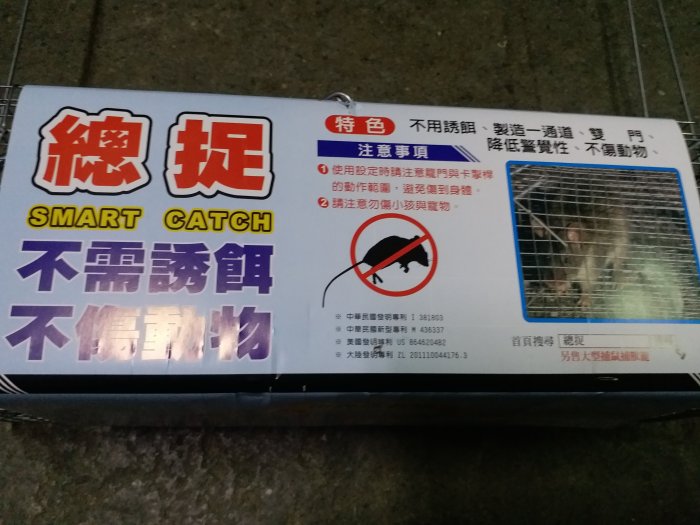 總捉
SMART CATCH
不需誘餌
不傷動物
特色 不用誘餌、製造一通道、雙 門、
降低警覺性、不傷動物、
注意事項
1 使用設定時請注意籠門與卡掣桿
的動作範圍，避免傷到身體。
2 請注意勿傷小孩與寵物。
※ 中華民國發明專利 I 381803
※ 中華民國新型專利 M 436337
※ 美國發明專利 US 8646204B2
※ 大陸發明專利 ZL 201110044176.3
首頁搜尋 總捉
另售大型捕鼠捕猴籠